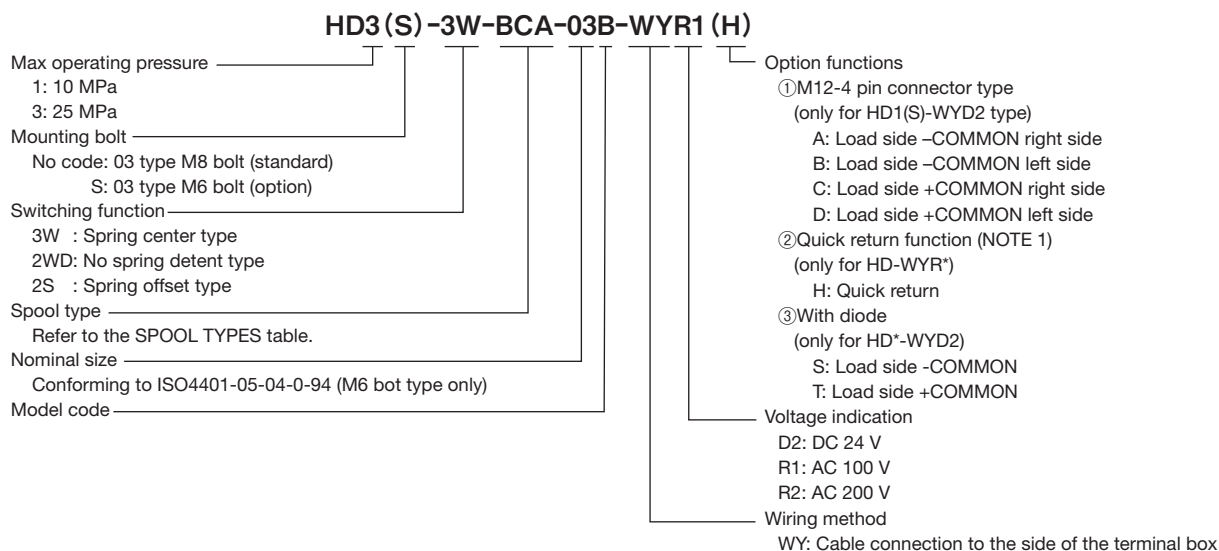 HD3(S)-3W-BCA-03B-WYR1(H)
Max operating pressure
1: 10 MPa
3: 25 MPa
Mounting bolt
No code: 03 type M8 bolt (standard)
S: 03 type M6 bolt (option)
Switching function
3W : Spring center type
2WD: No spring detent type
2S : Spring offset type
Spool type
Refer to the SPOOL TYPES table.
Nominal size
Conforming to ISO4401-05-04-0-94 (M6 bot type only)
Model code
Option functions
①M12-4 pin connector type
(only for HD1(S)-WYD2 type)
A: Load side –COMMON right side
B: Load side –COMMON left side
C: Load side +COMMON right side
D: Load side +COMMON left side
②Quick return function (NOTE 1)
(only for HD-WYR*)
H: Quick return
③With diode
(only for HD*-WYD2)
S: Load side -COMMON
T: Load side +COMMON
Voltage indication
D2: DC 24 V
R1: AC 100 V
R2: AC 200 V
Wiring method
WY: Cable connection to the side of the terminal box